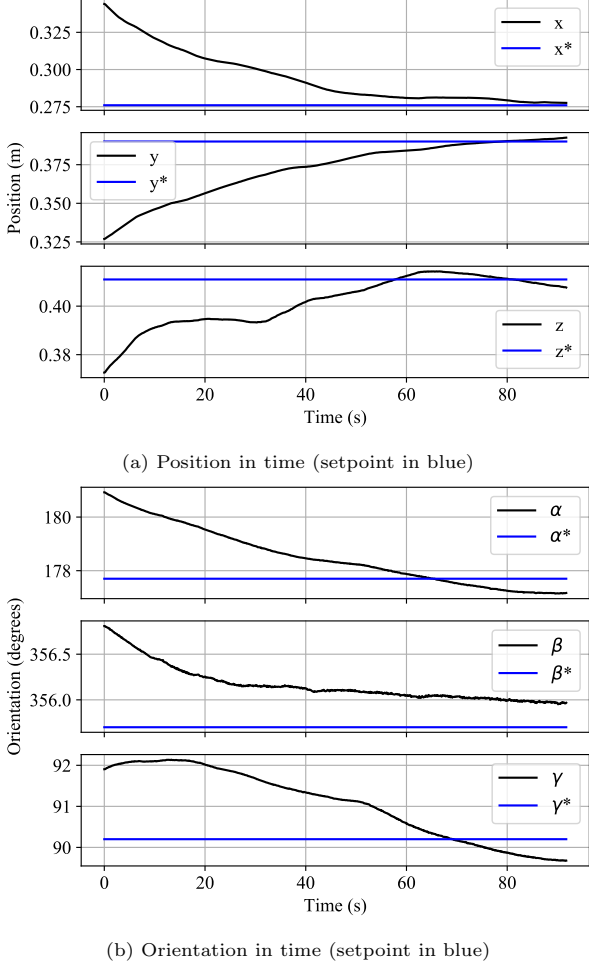 0.325
0.300
0.275
x
x*
Position (m)
0.375
0.350
0.325
y
y*
0.40
0.38
z
z*
0 20 40 60 80
Time (s)
(a) Position in time (setpoint in blue)
Orientation (degrees)
180
178
α
α*
356.5
356.0
β
β*
92
91
90
γ
γ*
0 20 40 60 80
Time (s)
(b) Orientation in time (setpoint in blue)